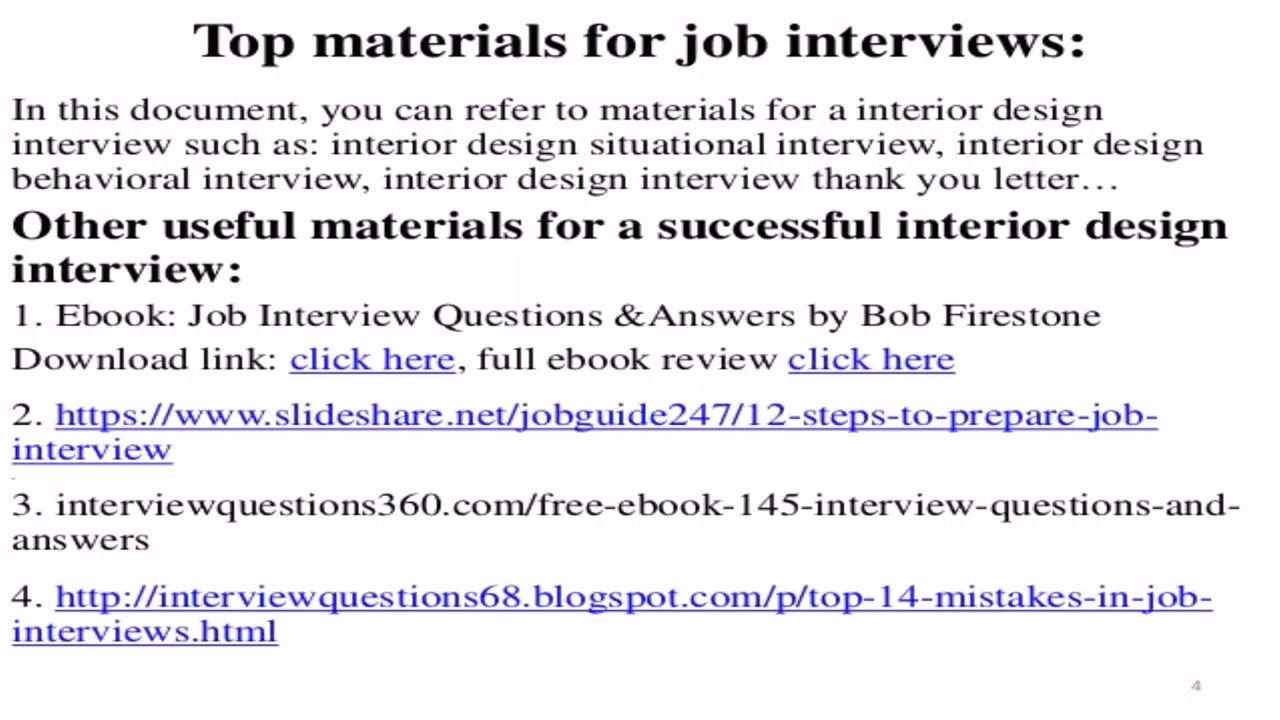 Top materials for job interviews:
In this document, you can refer to materials for a interior design
interview such as: interior design situational interview, interior design
behavioral interview, interior design interview thank you letter…
Other useful materials for a successful interior design
interview:
1. Ebook: Job Interview Questions &Answers by Bob Firestone
Download link: click here, full ebook review click here
2. https://www.slideshare.net/jobguide247/12-steps-to-prepare-job-
interview
3. interviewquestions360.com/free-ebook-145-interview-questions-and-
answers
4. http://interviewquestions68.blogspot.com/p/top-14-mistakes-in-job-
interviews.html
4